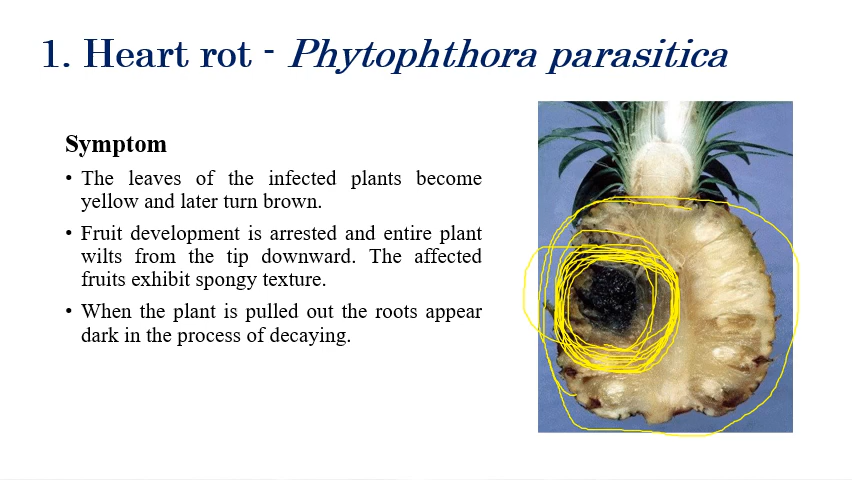 1. Heart rot - Phytophthora parasitica
Symptom
• The leaves of the infected plants become
yellow and later turn brown.
• Fruit development is arrested and entire plant
wilts from the tip downward. The affected
fruits exhibit spongy texture.
• When the plant is pulled out the roots appear
dark in the process of decaying.